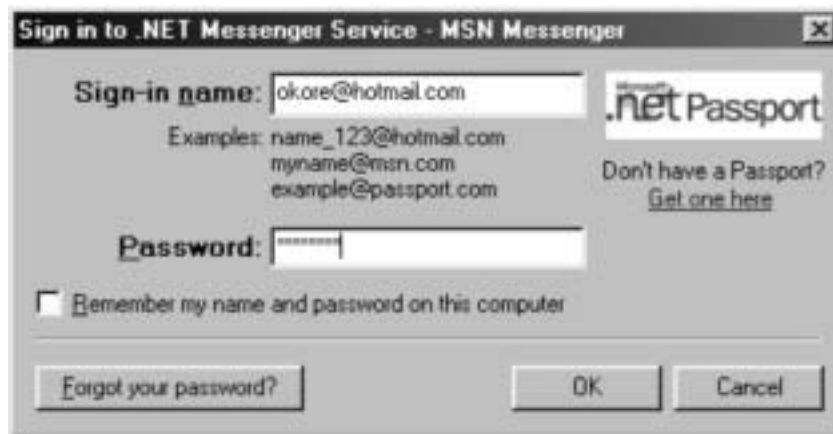 Sign in to .NET Messenger Service - MSN Messenger
Sign-in name: okore@hotmail.com
Examples: name_123@hotmail.com
myname@msn.com
example@passport.com
Microsoft
.net Passport
Don't have a Passport?
Get one here
Password: ********
Remember my name and password on this computer
Forgot your password?
OK
Cancel